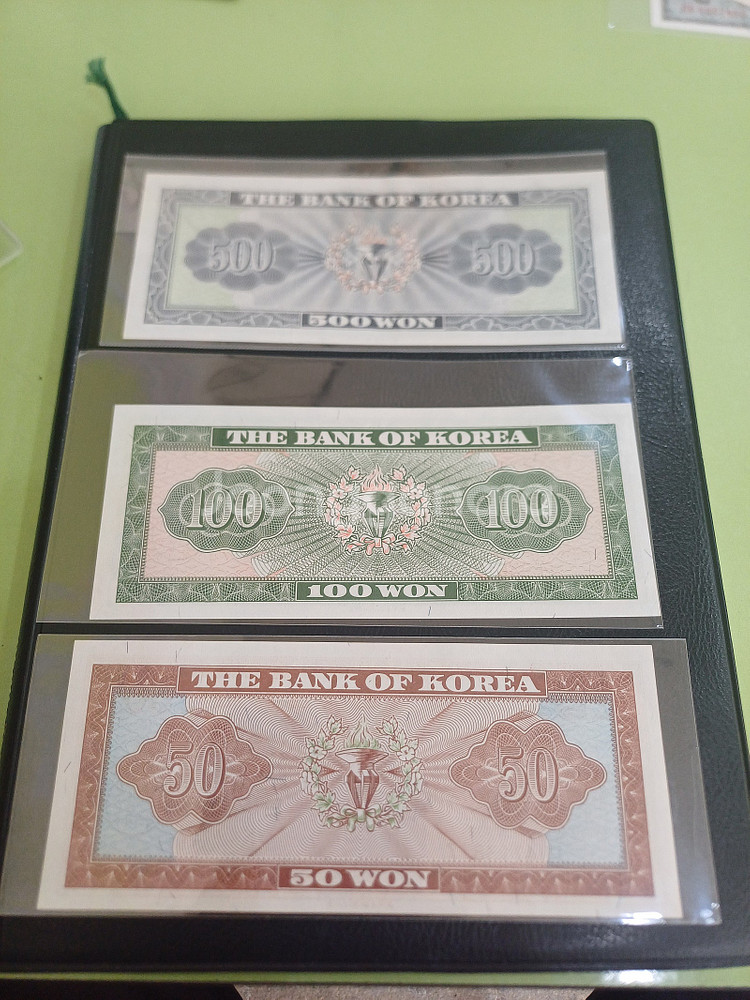 THE BANK OF KOREA
500 500
500 WON
THE BANK OF KOREA
100 100
100 WON
THE BANK OF KOREA
50 50
50 WON